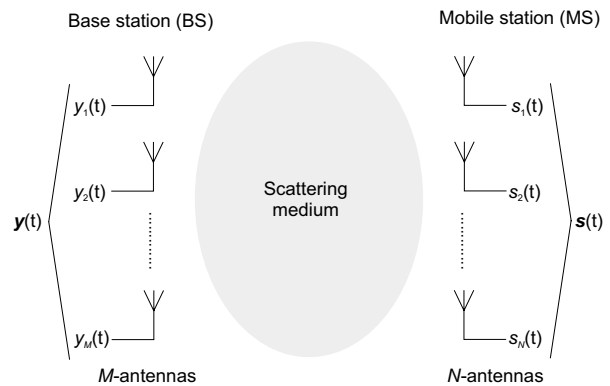 Base station (BS)
Mobile station (MS)
y₁(t)
s₁(t)
y₂(t)
s₂(t)
Scattering
medium
y(t)
s(t)
y_M(t)
s_N(t)
M-antennas
N-antennas